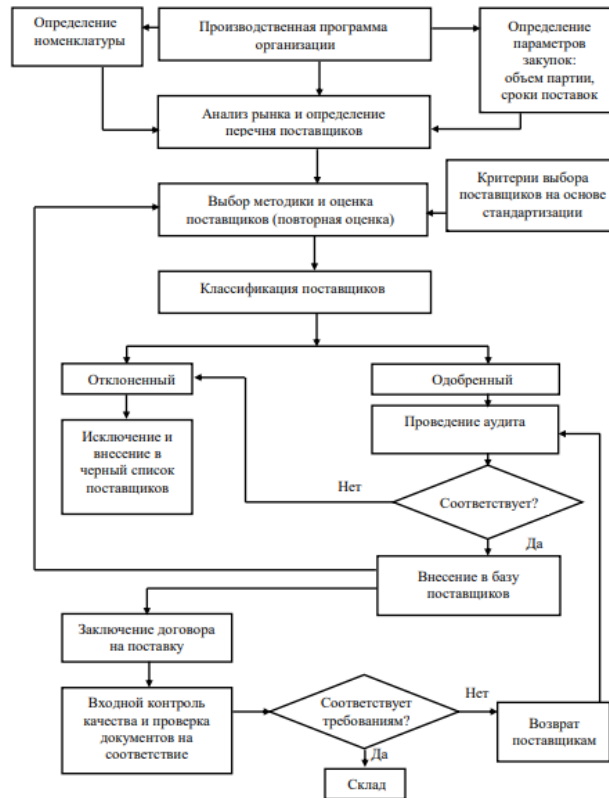 Определение
номенклатуры
Производственная программа
организации
Определение
параметров
закупок:
объем партии,
сроки поставок
Анализ рынка и определение
перечня поставщиков
Критерии выбора
поставщиков на основе
стандартизации
Выбор методики и оценка
поставщиков (повторная оценка)
Классификация поставщиков
Отклоненный
Одобренный
Исключение и
внесение в
черный список
поставщиков
Проведение аудита
Нет
Соответствует?
Да
Внесение в базу
поставщиков
Заключение договора
на поставку
Входной контроль
качества и проверка
документов на
соответствие
Соответствует
требованиям?
Нет
Возврат
поставщикам
Да
Склад